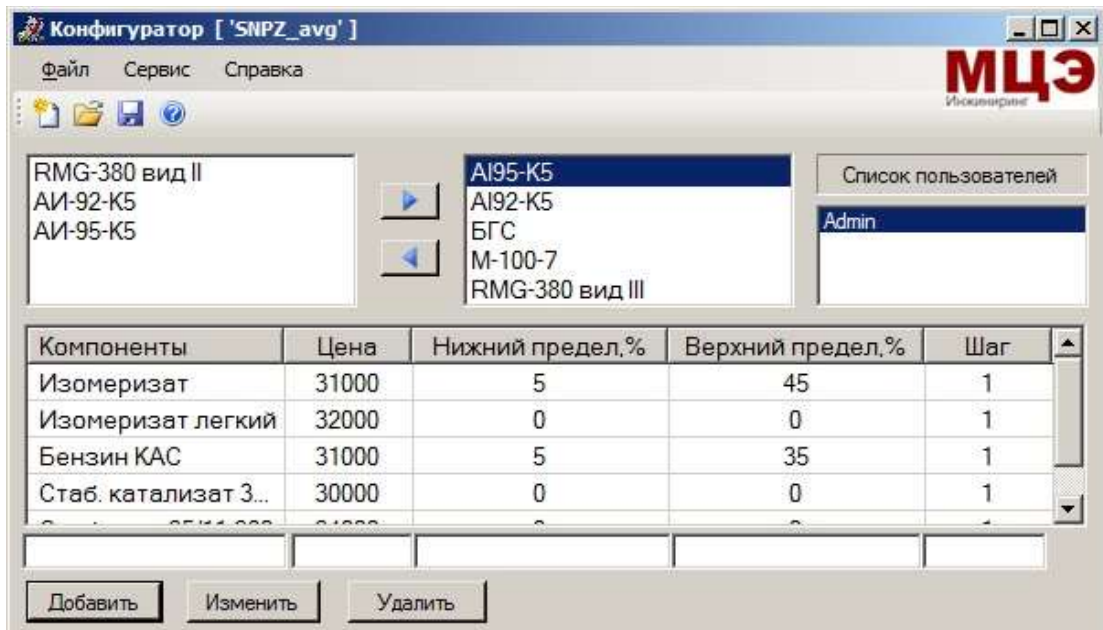 Конфигуратор [ 'SNPZ_avg' ]
Файл Сервис Справка
МЦЭ
Инжиниринг
RMG-380 вид II
АИ-92-К5
АИ-95-К5
AI95-K5
AI92-K5
БГС
М-100-7
RMG-380 вид III
Список пользователей
Admin
Компоненты Цена Нижний предел,% Верхний предел,% Шаг
Изомеризат 31000 5 45 1
Изомеризат легкий 32000 0 0 1
Бензин КАС 31000 5 35 1
Стаб. катализат 3... 30000 0 0 1
Добавить Изменить Удалить